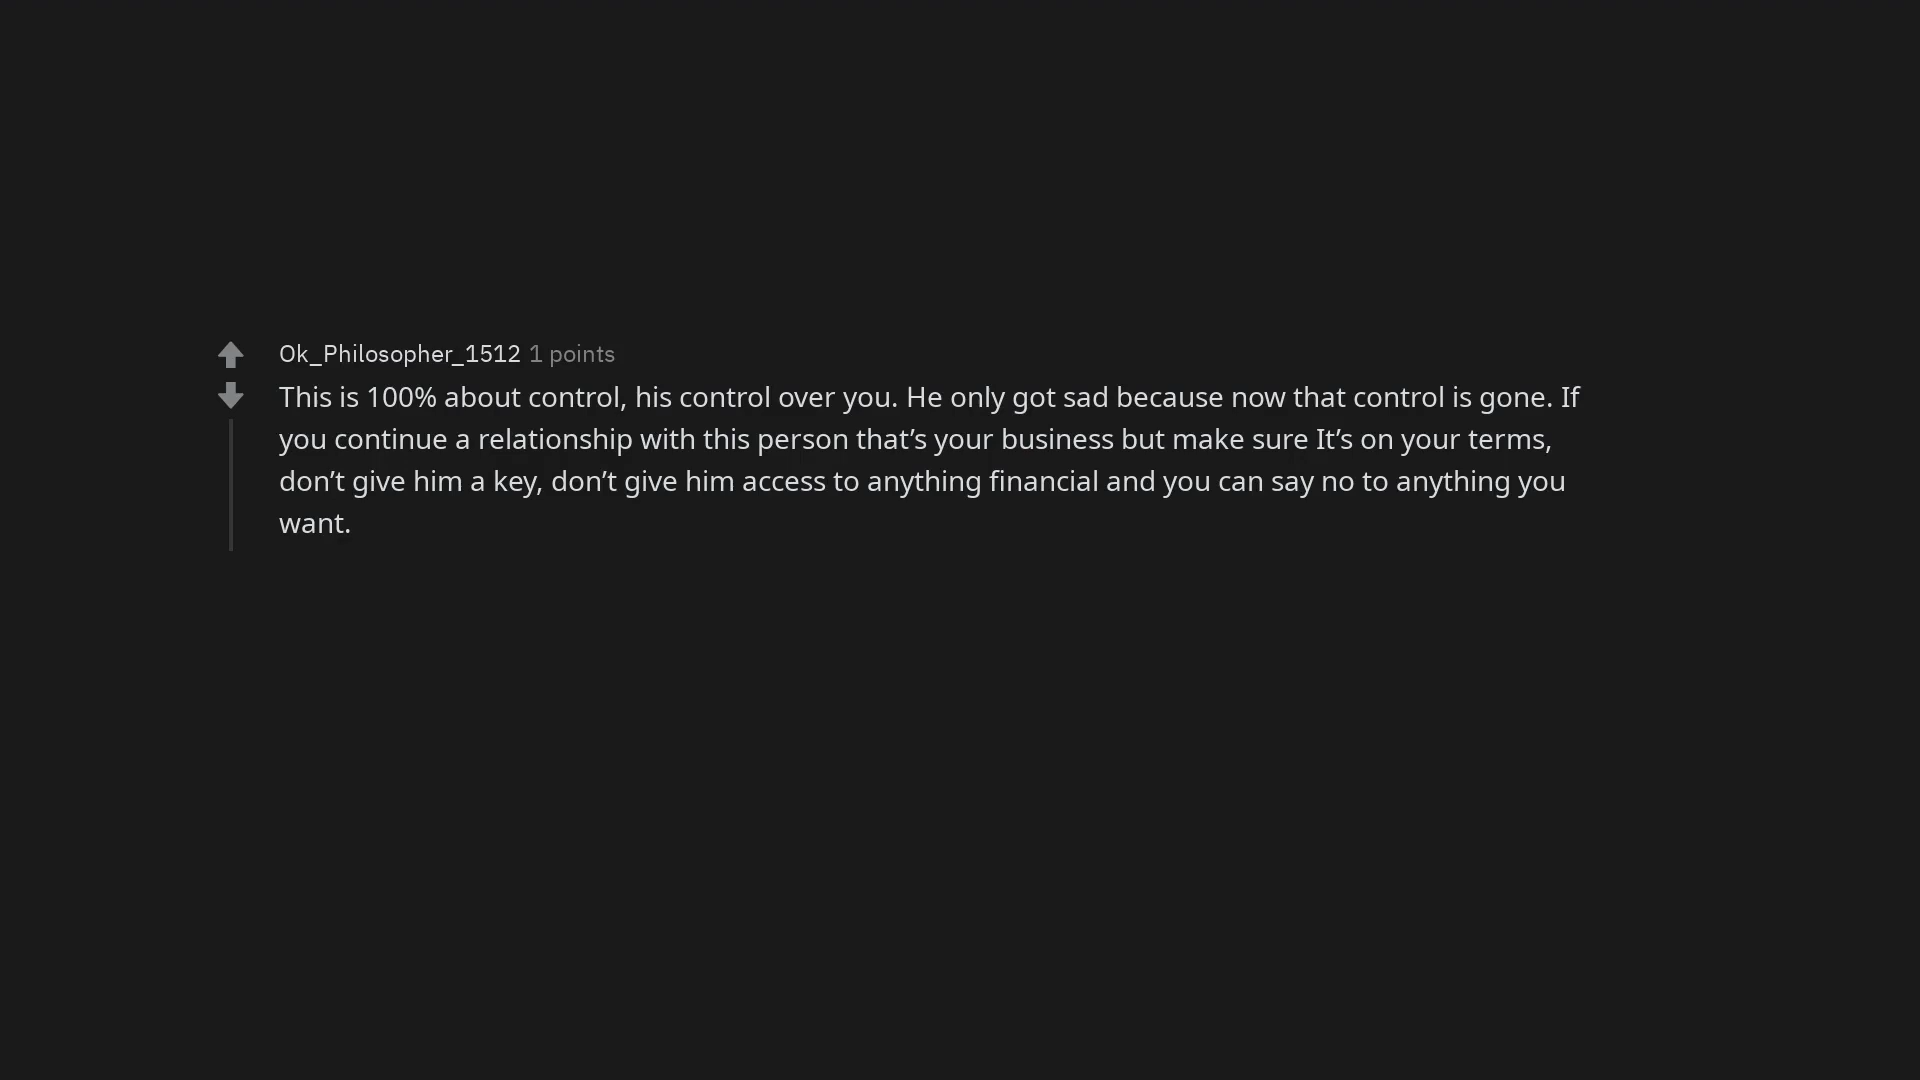 Ok_Philosopher_1512 1 points
This is 100% about control, his control over you. He only got sad because now that control is gone. If
you continue a relationship with this person that’s your business but make sure It’s on your terms,
don’t give him a key, don’t give him access to anything financial and you can say no to anything you
want.